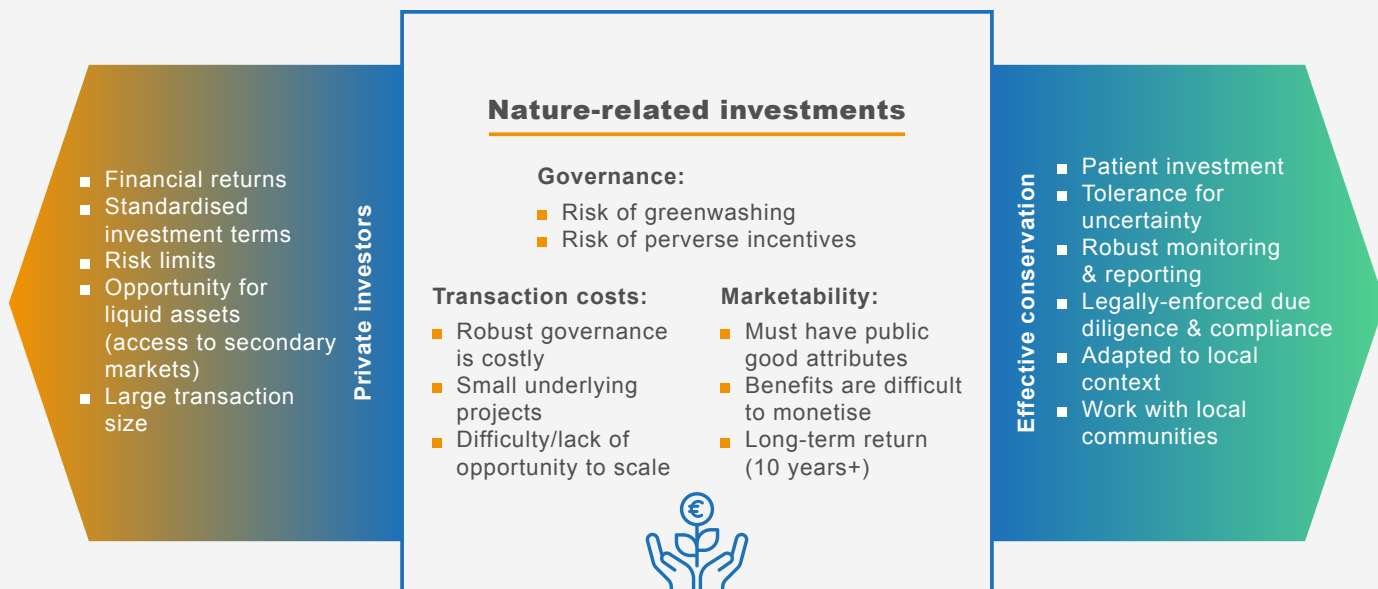 Private investors
■ Financial returns
■ Standardised
investment terms
■ Risk limits
■ Opportunity for
liquid assets
(access to secondary
markets)
■ Large transaction
size
Nature-related investments
Governance:
■ Risk of greenwashing
■ Risk of perverse incentives
Transaction costs:
■ Robust governance
is costly
■ Small underlying
projects
■ Difficulty/lack of
opportunity to scale
Marketability:
■ Must have public
good attributes
■ Benefits are difficult
to monetise
■ Long-term return
(10 years+)
€
Effective conservation
■ Patient investment
■ Tolerance for
uncertainty
■ Robust monitoring
& reporting
■ Legally-enforced due
diligence & compliance
■ Adapted to local
context
■ Work with local
communities